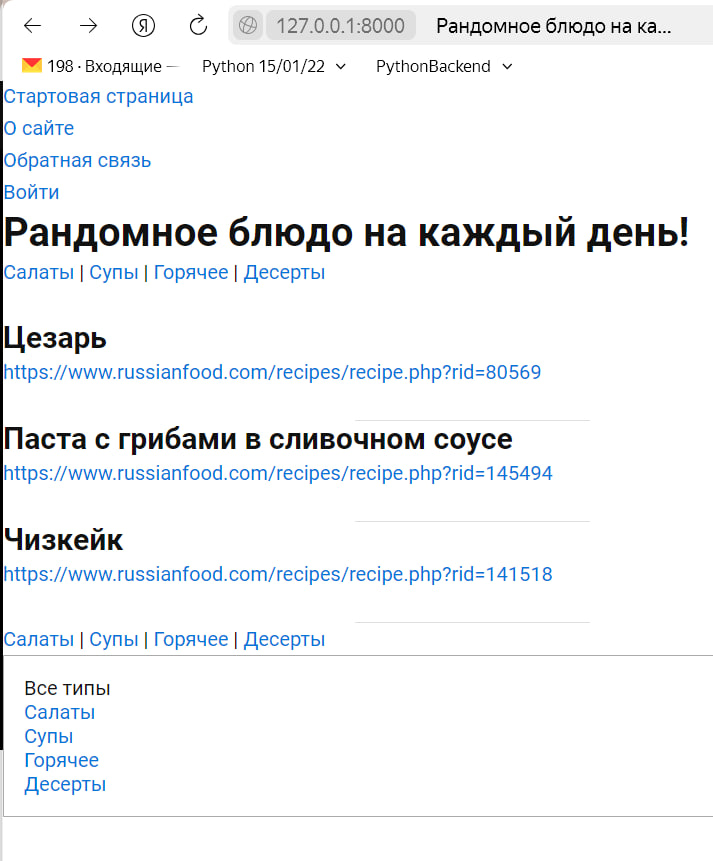 127.0.0.1:8000 Рандомное блюдо на ка...
198 · Входящие — Python 15/01/22 PythonBackend
Стартовая страница
О сайте
Обратная связь
Войти
Рандомное блюдо на каждый день!
Салаты | Супы | Горячее | Десерты
Цезарь
https://www.russianfood.com/recipes/recipe.php?rid=80569
Паста с грибами в сливочном соусе
https://www.russianfood.com/recipes/recipe.php?rid=145494
Чизкейк
https://www.russianfood.com/recipes/recipe.php?rid=141518
Салаты | Супы | Горячее | Десерты
Все типы
Салаты
Супы
Горячее
Десерты